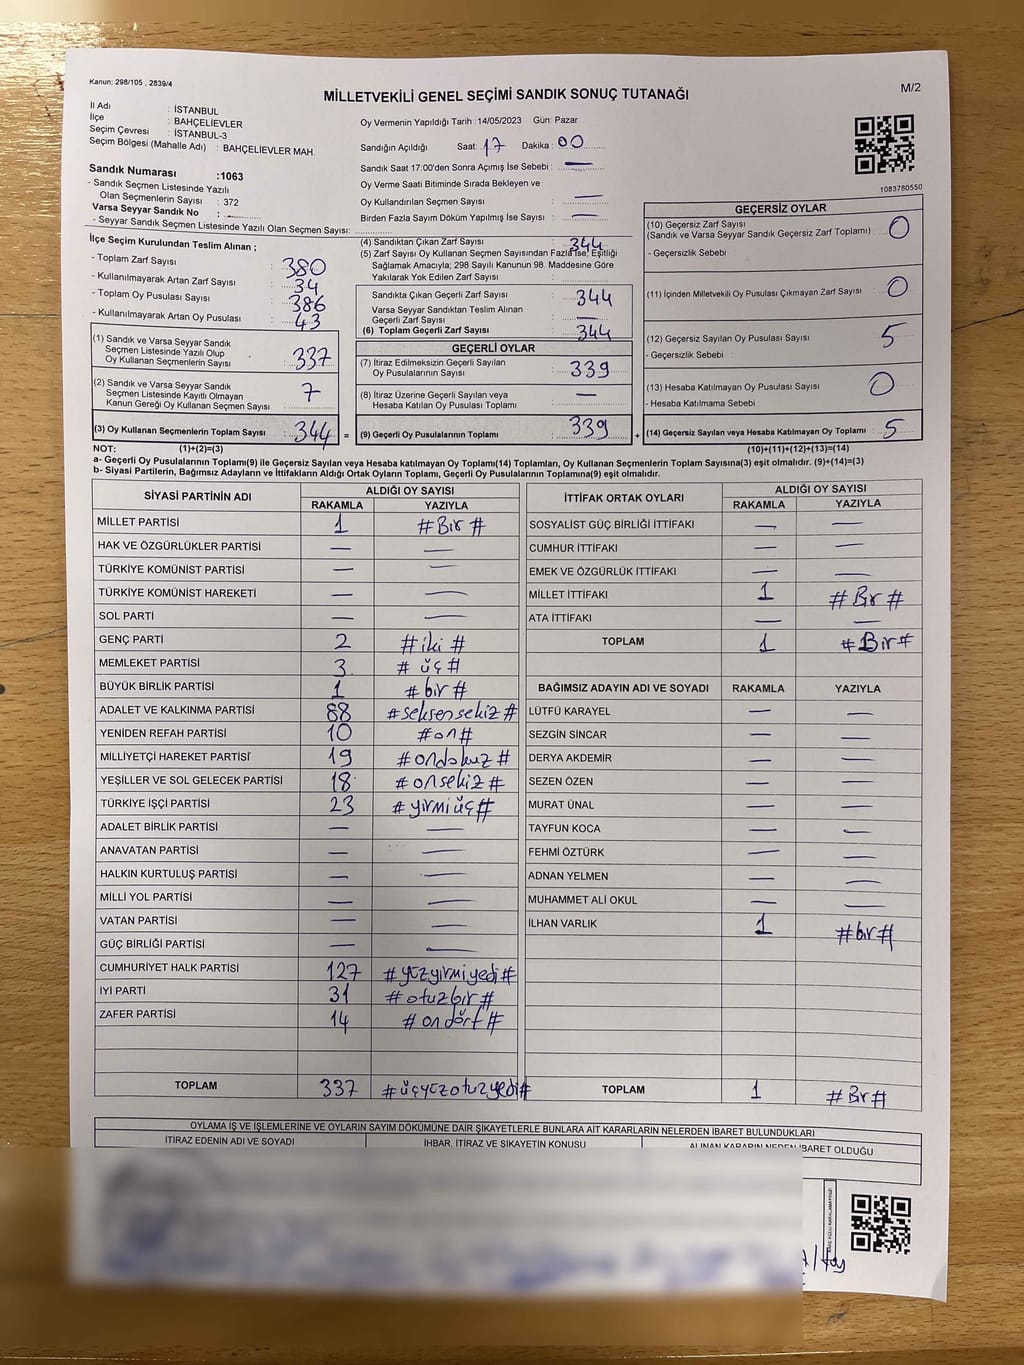 Kanun; 298/105 , 2839/4
M/2
MİLLETVEKİLİ GENEL SEÇİMİ SANDIK SONUÇ TUTANAĞI
İl Adı : İSTANBUL
İlçe : BAHÇELİEVLER
Seçim Çevresi : İSTANBUL-3
Seçim Bölgesi (Mahalle Adı) : BAHÇELİEVLER MAH.
Oy Vermenin Yapıldığı Tarih : 14/05/2023 Gün: Pazar
Sandığın Açıldığı Saat: 17 Dakika: 00
Sandık Saat 17:00'den Sonra Açımış İse Sebebi : —
Oy Verme Saati Bitiminde Sırada Bekleyen ve
Oy Kullandırılan Seçmen Sayısı : —
Birden Fazla Sayım Döküm Yapılmış İse Sayısı : —
1083780550
Sandık Numarası :1063
- Sandık Seçmen Listesinde Yazılı
Olan Seçmenlerin Sayısı : 372
Varsa Seyyar Sandık No : —
- Seyyar Sandık Seçmen Listesinde Yazılı Olan Seçmen Sayısı:
İlçe Seçim Kurulundan Teslim Alınan ;
- Toplam Zarf Sayısı : 380
- Kullanılmayarak Artan Zarf Sayısı : 34
- Toplam Oy Pusulası Sayısı : 386
- Kullanılmayarak Artan Oy Pusulası : 43
(1) Sandık ve Varsa Seyyar Sandık
Seçmen Listesinde Yazılı Olup
Oy Kullanan Seçmenlerin Sayısı : 337
(2) Sandık ve Varsa Seyyar Sandık
Seçmen Listesinde Kayıtlı Olmayan
Kanun Gereği Oy Kullanan Seçmen Sayısı : 7
(3) Oy Kullanan Seçmenlerin Toplam Sayısı : 344 =
(4) Sandıktan Çıkan Zarf Sayısı : 344
(5) Zarf Sayısı Oy Kullanan Seçmen Sayısından Fazla İse, Eşitliği
Sağlamak Amacıyla; 298 Sayılı Kanunun 98. Maddesine Göre
Yakılarak Yok Edilen Zarf Sayısı :
Sandıkta Çıkan Geçerli Zarf Sayısı : 344
Varsa Seyyar Sandıktan Teslim Alınan
Geçerli Zarf Sayısı : —
(6) Toplam Geçerli Zarf Sayısı : 344
GEÇERLİ OYLAR
(7) İtiraz Edilmeksizin Geçerli Sayılan
Oy Pusulalarının Sayısı : 339
(8) İtiraz Üzerine Geçerli Sayılan veya
Hesaba Katılan Oy Pusulası Toplamı : —
(9) Geçerli Oy Pusulalarının Toplamı : 339 +
GEÇERSİZ OYLAR
(10) Geçersiz Zarf Sayısı
(Sandık ve Varsa Seyyar Sandık Geçersiz Zarf Toplamı) : 0
- Geçersizlik Sebebi :
(11) İçinden Milletvekili Oy Pusulası Çıkmayan Zarf Sayısı : 0
(12) Geçersiz Sayılan Oy Pusulası Sayısı : 5
- Geçersizlik Sebebi :
(13) Hesaba Katılmayan Oy Pusulası Sayısı : 0
- Hesaba Katılmama Sebebi :
(14) Geçersiz Sayılan veya Hesaba Katılmayan Oy Toplamı : 5
NOT: (1)+(2)=(3) (10)+(11)+(12)+(13)=(14)
a- Geçerli Oy Pusulalarının Toplamı(9) ile Geçersiz Sayılan veya Hesaba katılmayan Oy Toplamı(14) Toplamları, Oy Kullanan Seçmenlerin Toplam Sayısına(3) eşit olmalıdır. (9)+(14)=(3)
b- Siyasi Partilerin, Bağımsız Adayların ve İttifakların Aldığı Ortak Oyların Toplamı, Geçerli Oy Pusulalarının Toplamına(9) eşit olmalıdır.
SİYASİ PARTİNİN ADI ALDIĞI OY SAYISI
RAKAMLA YAZIYLA
MİLLET PARTİSİ 1 #Bir#
HAK VE ÖZGÜRLÜKLER PARTİSİ — —
TÜRKİYE KOMÜNİST PARTİSİ — —
TÜRKİYE KOMÜNİST HAREKETİ — —
SOL PARTİ — —
GENÇ PARTİ 2 #iki#
MEMLEKET PARTİSİ 3 #üç#
BÜYÜK BİRLİK PARTİSİ 1 #bir#
ADALET VE KALKINMA PARTİSİ 88 #seksensekiz#
YENİDEN REFAH PARTİSİ 10 #on#
MİLLİYETÇİ HAREKET PARTİSİ 19 #ondokuz#
YEŞİLLER VE SOL GELECEK PARTİSİ 18 #onsekiz#
TÜRKİYE İŞÇİ PARTİSİ 23 #yirmiüç#
ADALET BİRLİK PARTİSİ — —
ANAVATAN PARTİSİ — —
HALKIN KURTULUŞ PARTİSİ — —
MİLLİ YOL PARTİSİ — —
VATAN PARTİSİ — —
GÜÇ BİRLİĞİ PARTİSİ — —
CUMHURİYET HALK PARTİSİ 127 #yüzyirmiyedi#
İYİ PARTİ 31 #otuzbir#
ZAFER PARTİSİ 14 #ondört#
TOPLAM 337 #üçyüzotuzyedi#
İTTİFAK ORTAK OYLARI ALDIĞI OY SAYISI
RAKAMLA YAZIYLA
SOSYALİST GÜÇ BİRLİĞİ İTTİFAKI — —
CUMHUR İTTİFAKI — —
EMEK VE ÖZGÜRLÜK İTTİFAKI — —
MİLLET İTTİFAKI 1 #Bir#
ATA İTTİFAKI — —
TOPLAM 1 #Bir#
BAĞIMSIZ ADAYIN ADI VE SOYADI RAKAMLA YAZIYLA
LÜTFÜ KARAYEL — —
SEZGİN SİNCAR — —
DERYA AKDEMİR — —
SEZEN ÖZEN — —
MURAT ÜNAL — —
TAYFUN KOCA — —
FEHMİ ÖZTÜRK — —
ADNAN YELMEN — —
MUHAMMET ALİ OKUL — —
İLHAN VARLIK 1 #bir#
TOPLAM 1 #Bir#
OYLAMA İŞ VE İŞLEMLERİNE VE OYLARIN SAYIM DÖKÜMÜNE DAİR ŞİKAYETLERLE BUNLARA AİT KARARLARIN NELERDEN İBARET BULUNDUKLARI
İTİRAZ EDENİN ADI VE SOYADI İHBAR, İTİRAZ VE ŞİKAYETİN KONUSU ALINAN KARARIN NEDEN İBARET OLDUĞU